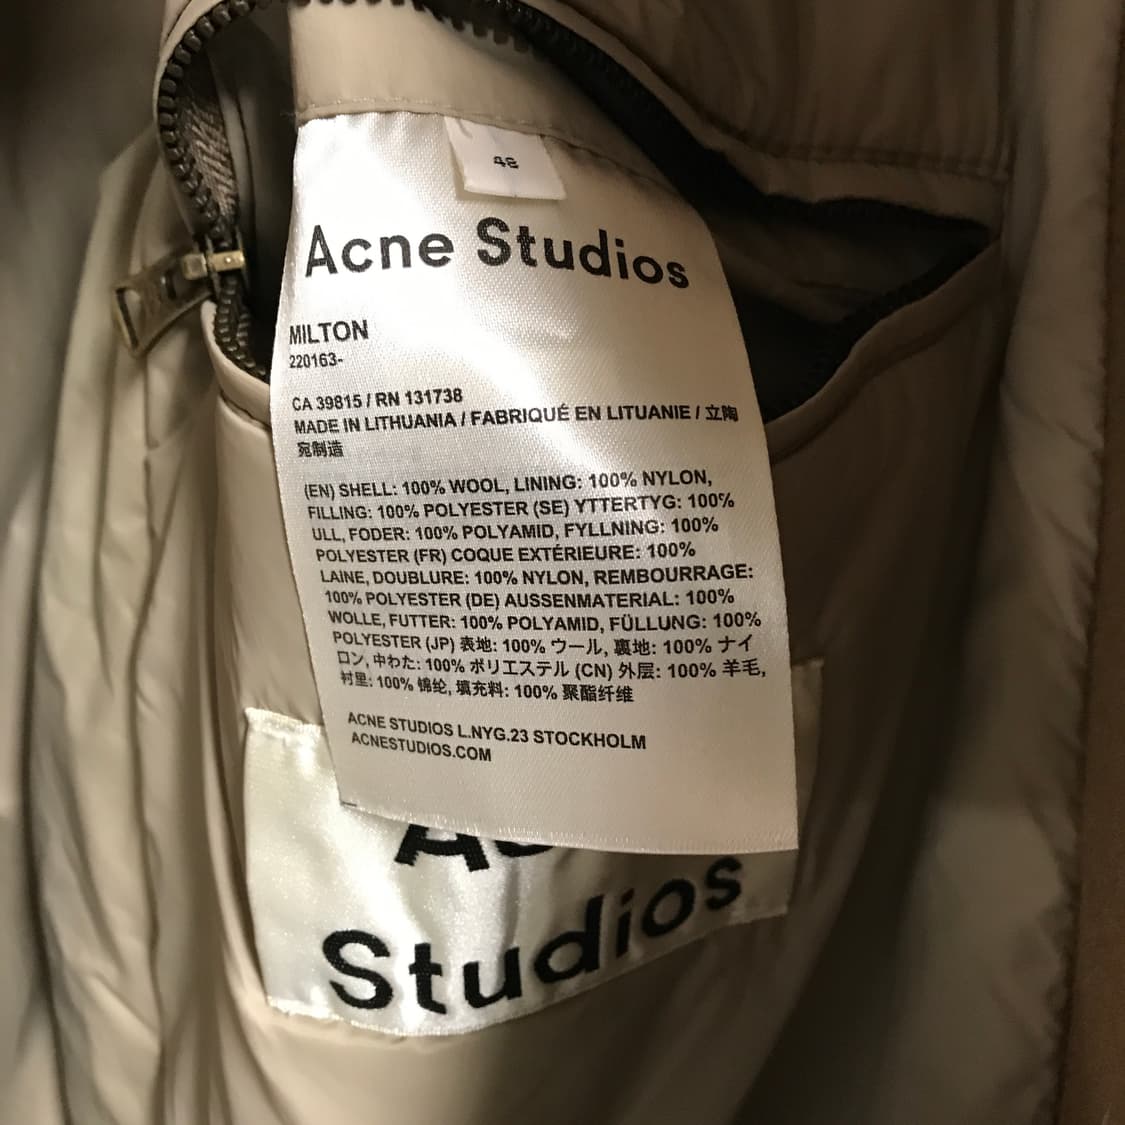 48
Acne Studios
MILTON
220163-
CA 39815 / RN 131738
MADE IN LITHUANIA / FABRIQUÉ EN LITUANIE / 立陶
宛制造
(EN) SHELL: 100% WOOL, LINING: 100% NYLON,
FILLING: 100% POLYESTER (SE) YTTERTYG: 100%
ULL, FODER: 100% POLYAMID, FYLLNING: 100%
POLYESTER (FR) COQUE EXTÉRIEURE: 100%
LAINE, DOUBLURE: 100% NYLON, REMBOURRAGE:
100% POLYESTER (DE) AUSSENMATERIAL: 100%
WOLLE, FUTTER: 100% POLYAMID, FÜLLUNG: 100%
POLYESTER (JP) 表地: 100% ウール, 裏地: 100% ナイ
ロン, 中わた: 100% ポリエステル (CN) 外层: 100% 羊毛,
衬里: 100% 锦纶, 填充料: 100% 聚酯纤维
ACNE STUDIOS L.NYG.23 STOCKHOLM
ACNESTUDIOS.COM
Studios